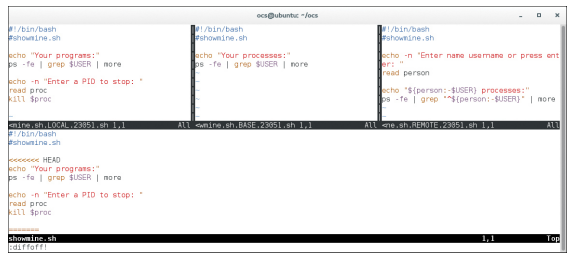 ocs@ubuntu: ~/ocs
#!/bin/bash
#showmine.sh
echo "Your programs:"
ps -fe | grep $USER | more
echo -n "Enter a PID to stop: "
read proc
kill $proc
~
<mine.sh.LOCAL.23051.sh 1,1 All
#!/bin/bash
#showmine.sh
echo "Your processes:"
ps -fe | grep $USER | more
~
~
~
~
~
<wmine.sh.BASE.23051.sh 1,1 All
#!/bin/bash
#showmine.sh
echo -n "Enter name username or press ent
er: "
read person
echo "${person:-$USER} processes:"
ps -fe | grep "^${person:-$USER}" | more
~
<ne.sh.REMOTE.23051.sh 1,1 All
#!/bin/bash
#showmine.sh
<<<<<<< HEAD
echo "Your programs:"
ps -fe | grep $USER | more
echo -n "Enter a PID to stop: "
read proc
kill $proc
=======
showmine.sh 1,1 Top
:diffoff!